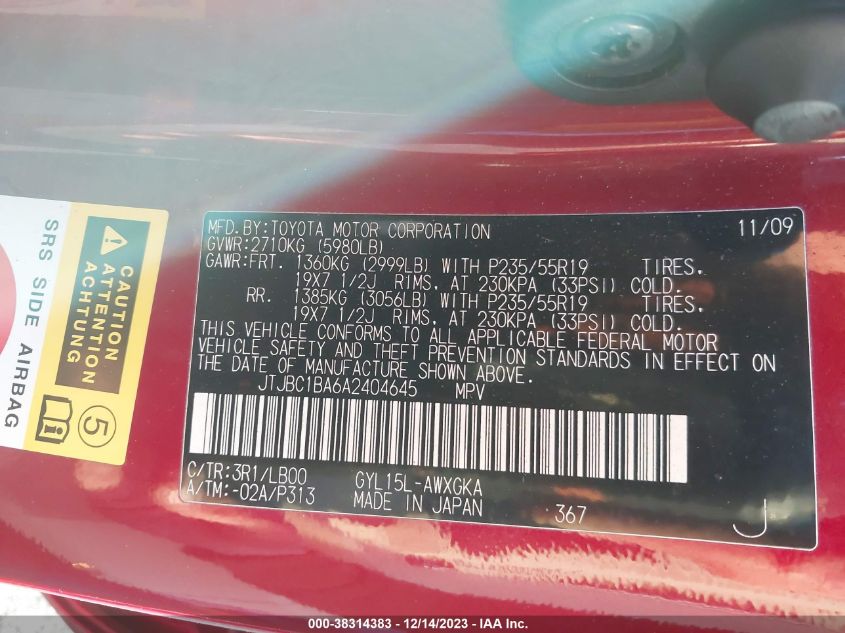 MFD.BY:TOYOTA MOTOR CORPORATION 11/09
GVWR:2710KG (5980LB)
GAWR:FRT. 1360KG (2999LB) WITH P235/55R19 TIRES.
19X7 1/2J RIMS, AT 230KPA (33PSI) COLD.
RR. 1385KG (3056LB) WITH P235/55R19 TIRES.
19X7 1/2J RIMS, AT 230KPA (33PSI) COLD.
THIS VEHICLE CONFORMS TO ALL APPLICABLE FEDERAL MOTOR
VEHICLE SAFETY AND THEFT PREVENTION STANDARDS IN EFFECT ON
THE DATE OF MANUFACTURE SHOWN ABOVE.
JTJBC1BA6A2404645 MPV
C/TR:3R1/LB00 GYL15L-AWXGKA
A/TM:-02A/P313 MADE IN JAPAN 367
J
SRS SIDE AIRBAG
CAUTION
ATTENTION
ACHTUNG
5
000-38314383 - 12/14/2023 - IAA Inc.